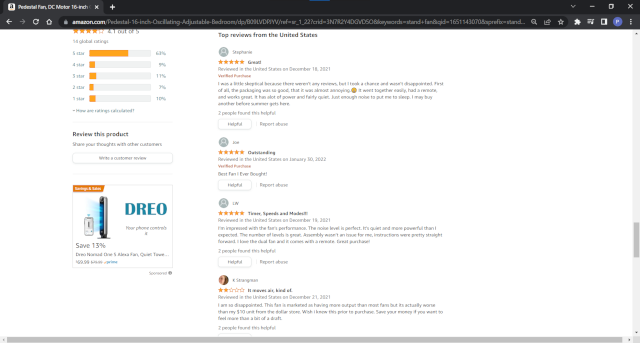 Pedestal Fan, DC Motor 16-inch
amazon.com/Pedestal-16-inch-Oscillating-Adjustable-Bedroom/dp/B09LVDPJYV/ref=sr_1_22?crid=3N7R2Y4DGVDSO&keywords=stand+fan&qid=1651143070&sprefix=stand...
4.1 out of 5
14 global ratings
5 star 63%
4 star 9%
3 star 11%
2 star 7%
1 star 10%
How are ratings calculated?
Review this product
Share your thoughts with other customers
Write a customer review
Savings & Sales
DREO
Your phone controls
it
Save 13%
Dreo Nomad One S Alexa Fan, Quiet Towe...
Sponsored
Top reviews from the United States
Stephanie
Great!
Reviewed in the United States on December 18, 2021
Verified Purchase
I was a little skeptical because there weren't any reviews, but I took a chance and wasn't disappointed. First
of all, the packaging was so good, that it was almost annoying 😂 It went together easily, had a remote,
and works great. It has alot of power and fairly quiet. Just enough noise to put me to sleep. I may buy
another before summer gets here.
2 people found this helpful
Helpful
Report abuse
Joe
Outstanding
Reviewed in the United States on January 30, 2022
Verified Purchase
Best Fan I Ever Bought!
Helpful
Report abuse
LW
Timer, Speeds and Modes!!!
Reviewed in the United States on December 19, 2021
I'm impressed with the fan's performance. The noise level is perfect. It's quiet and more powerful than I
expected. The number of levels is great. Assembly wasn't an issue for me, instructions were pretty straight
forward. I love the dual fan and it comes with a remote. Great purchase!
2 people found this helpful
Helpful
Report abuse
K Strangman
It moves air, kind of.
Reviewed in the United States on December 21, 2021
I am so disappointed. This fan is marketed as having more output than most fans but its actually worse
than my $10 unit from the dollar store. Wish I knew this prior to purchase. Save your money if you want to
feel more than a bit of a draft.
2 people found this helpful